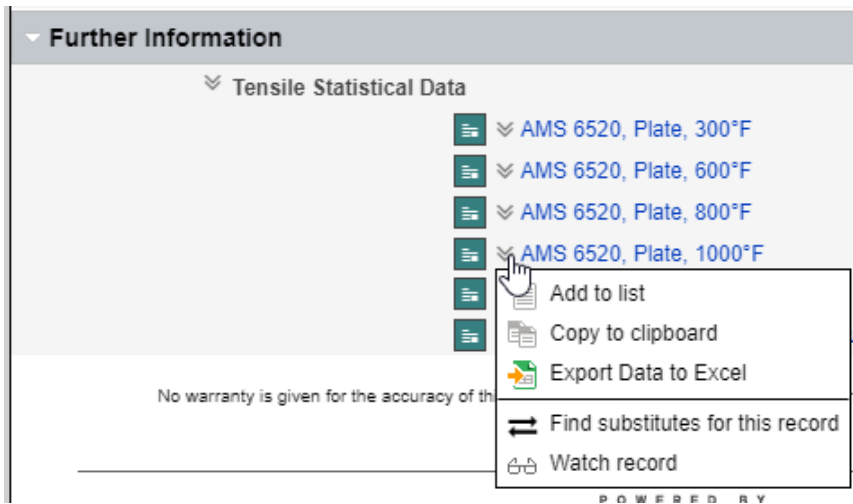 Further Information
Tensile Statistical Data
AMS 6520, Plate, 300°F
AMS 6520, Plate, 600°F
AMS 6520, Plate, 800°F
AMS 6520, Plate, 1000°F
Add to list
Copy to clipboard
Export Data to Excel
No warranty is given for the accuracy of
Find substitutes for this record
Watch record
POWERED BY